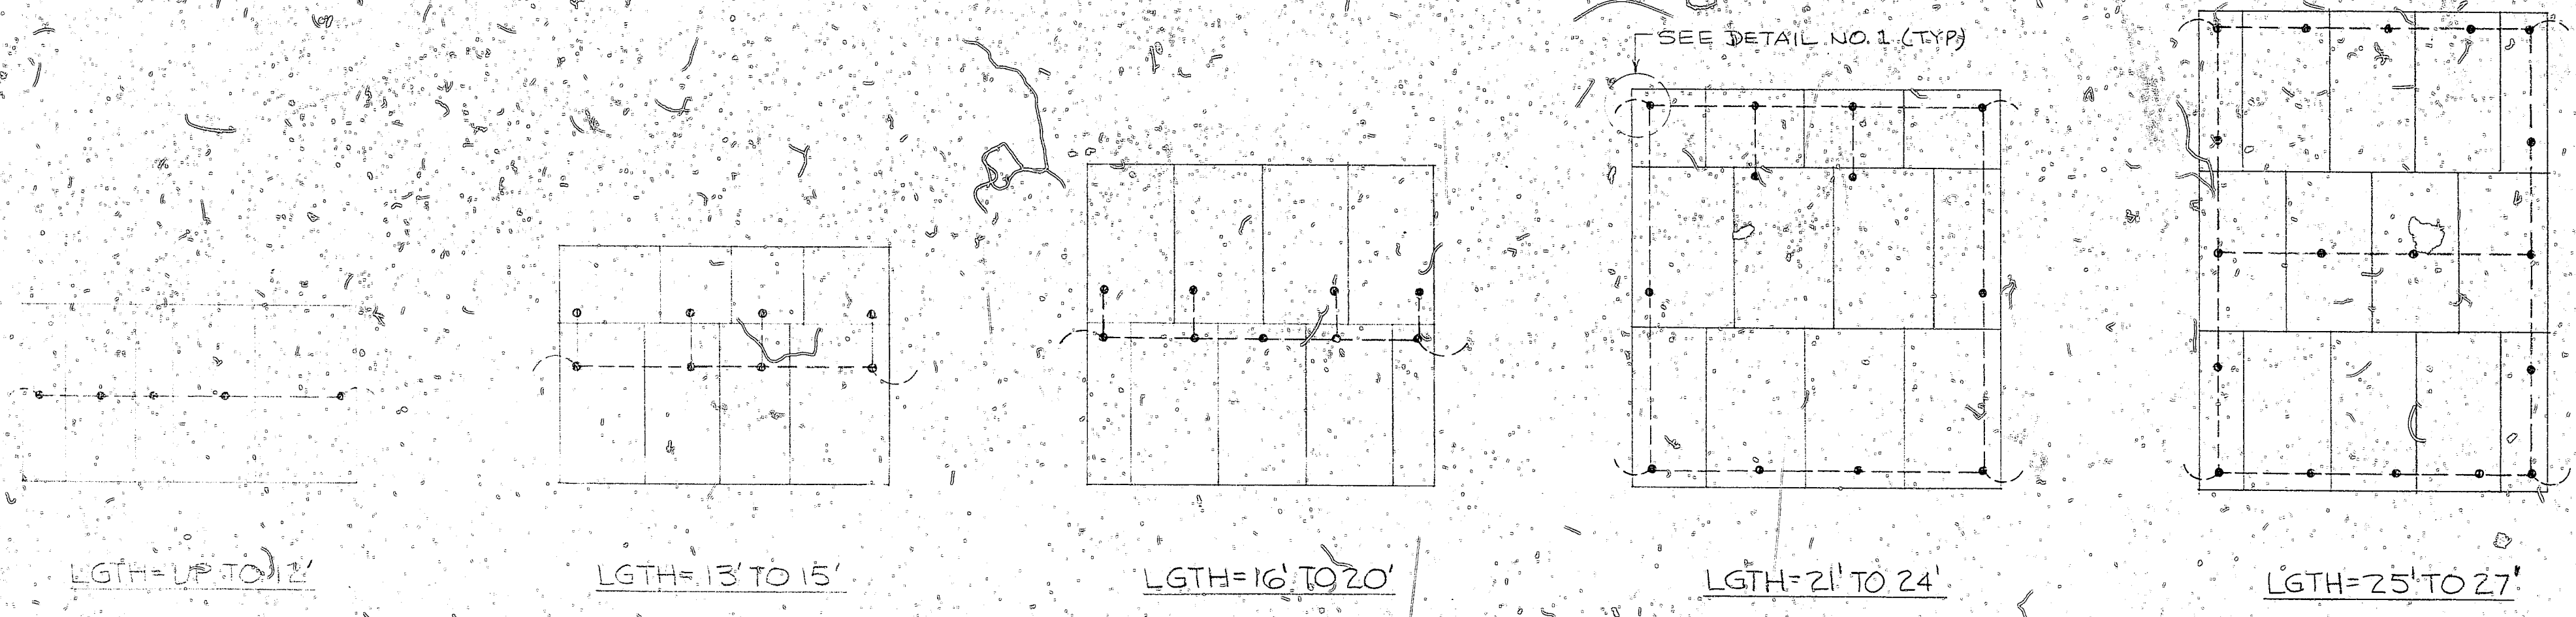 SEE DETAIL NO. 1 (TYP)
LGTH=UP TO 12'
LGTH=13' TO 15'
LGTH=16' TO 20'
LGTH=21' TO 24'
LGTH=25' TO 27'